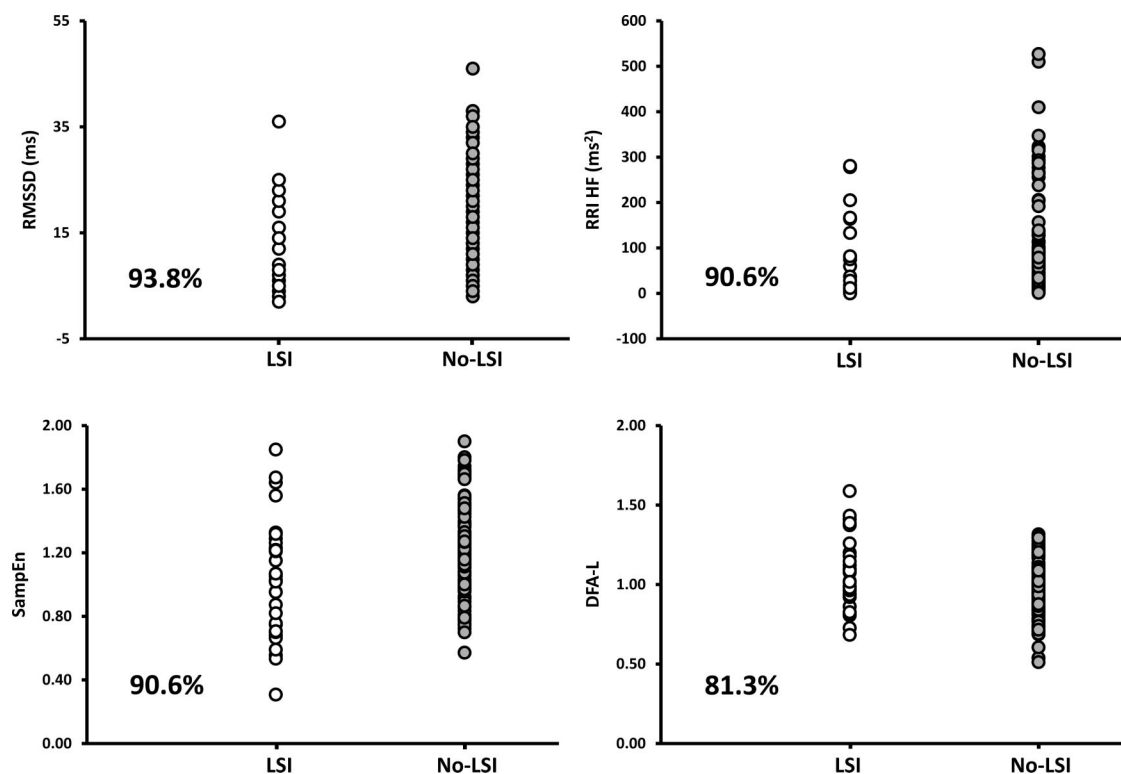 55
35
15
-5
RMSSD (ms)
93.8%
LSI
No-LSI
600
500
400
300
200
100
0
-100
RRI HF (ms²)
90.6%
LSI
No-LSI
2.00
1.60
1.20
0.80
0.40
0.00
SampEn
90.6%
LSI
No-LSI
2.00
1.50
1.00
0.50
0.00
DFA-L
81.3%
LSI
No-LSI